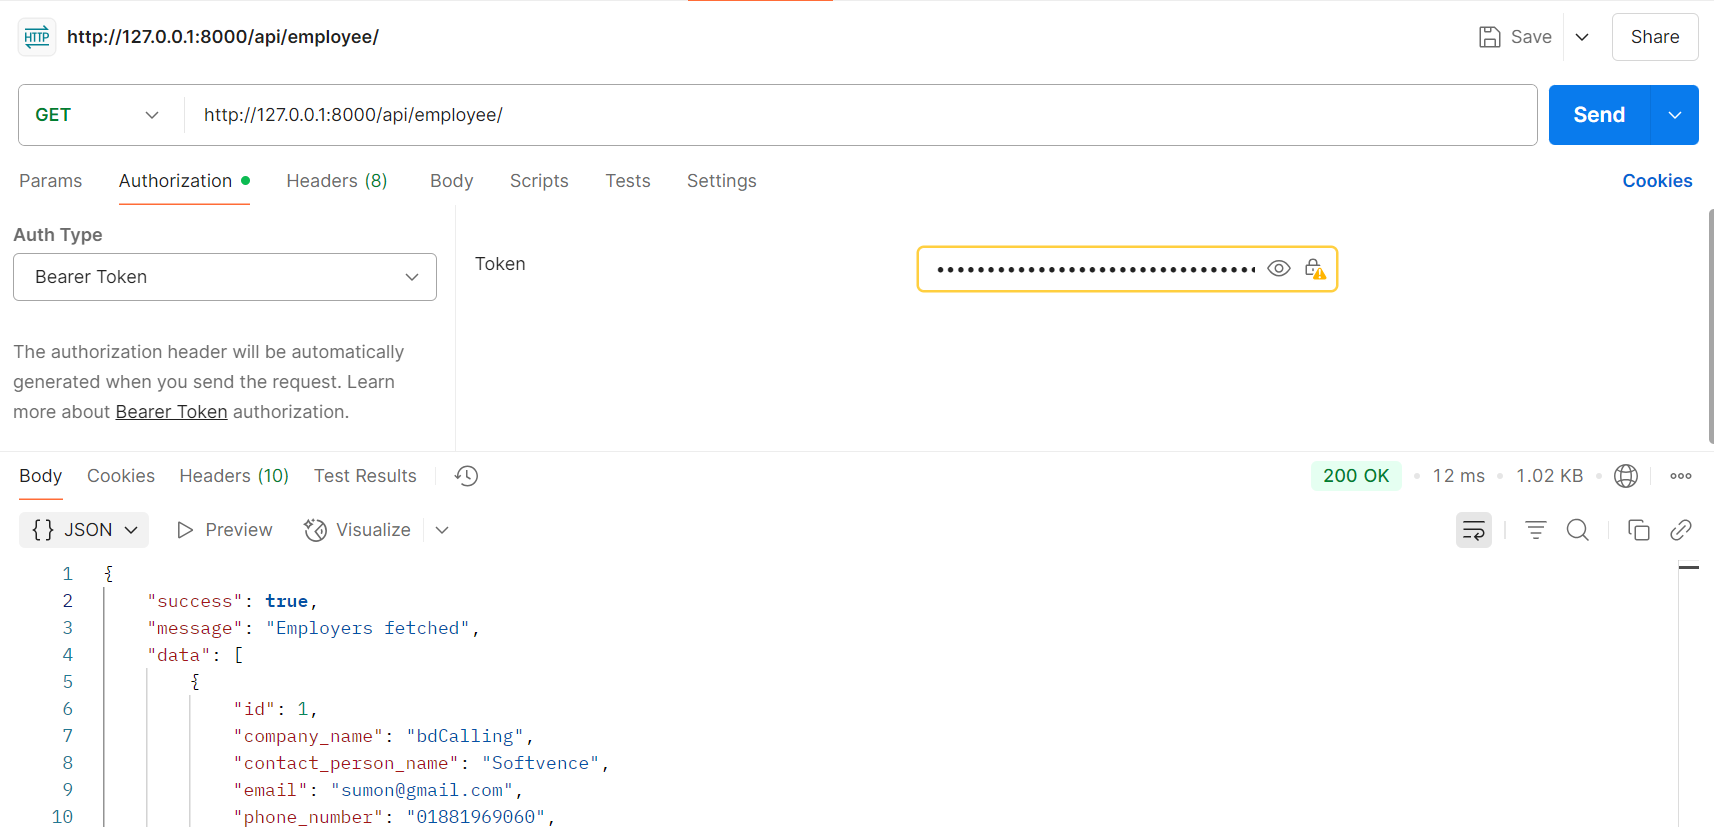 HTTP http://127.0.0.1:8000/api/employee/ Save Share
GET http://127.0.0.1:8000/api/employee/ Send
Params Authorization Headers (8) Body Scripts Tests Settings Cookies
Auth Type
Bearer Token
Token
The authorization header will be automatically
generated when you send the request. Learn
more about Bearer Token authorization.
Body Cookies Headers (10) Test Results 200 OK • 12 ms • 1.02 KB •
{} JSON Preview Visualize
1 {
2 "success": true,
3 "message": "Employers fetched",
4 "data": [
5 {
6 "id": 1,
7 "company_name": "bdCalling",
8 "contact_person_name": "Softvence",
9 "email": "sumon@gmail.com",
10 "phone_number": "01881969060",